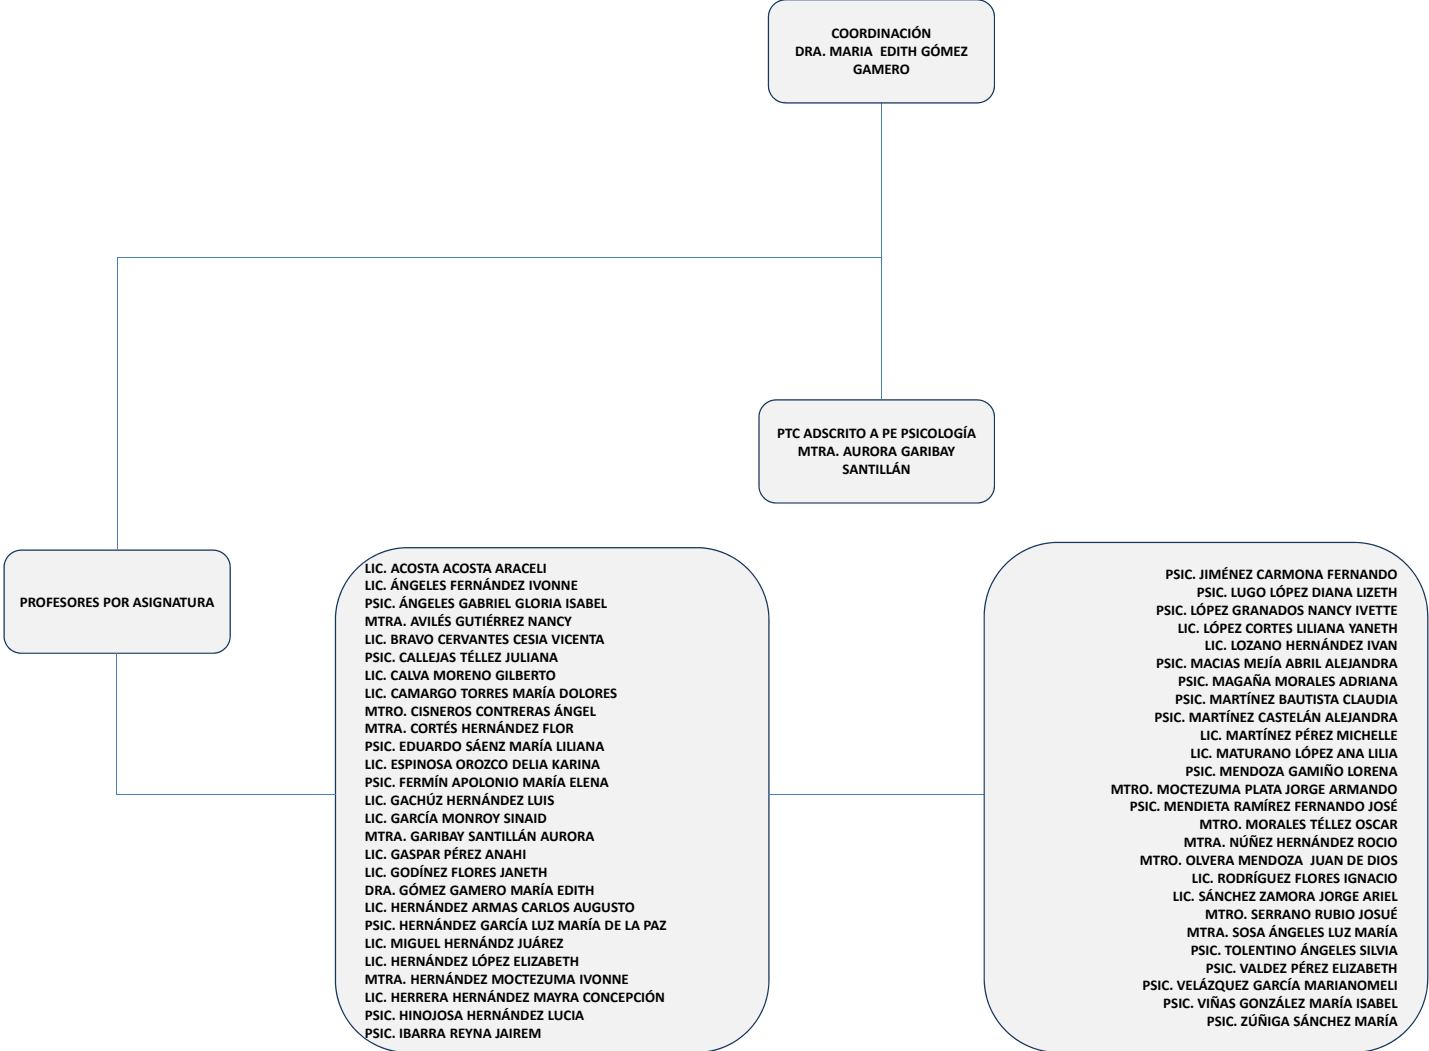 COORDINACIÓN
DRA. MARIA  EDITH GÓMEZ
GAMERO
PTC ADSCRITO A PE PSICOLOGÍA
MTRA. AURORA GARIBAY
SANTILLÁN
PROFESORES POR ASIGNATURA
LIC. ACOSTA ACOSTA ARACELI
LIC. ÁNGELES FERNÁNDEZ IVONNE
PSIC. ÁNGELES GABRIEL GLORIA ISABEL
MTRA. AVILÉS GUTIÉRREZ NANCY
LIC. BRAVO CERVANTES CESIA VICENTA
PSIC. CALLEJAS TÉLLEZ JULIANA
LIC. CALVA MORENO GILBERTO
LIC. CAMARGO TORRES MARÍA DOLORES
MTRO. CISNEROS CONTRERAS ÁNGEL
MTRA. CORTÉS HERNÁNDEZ FLOR
PSIC. EDUARDO SÁENZ MARÍA LILIANA
LIC. ESPINOSA OROZCO DELIA KARINA
PSIC. FERMÍN APOLONIO MARÍA ELENA
LIC. GACHÚZ HERNÁNDEZ LUIS
LIC. GARCÍA MONROY SINAID
MTRA. GARIBAY SANTILLÁN AURORA
LIC. GASPAR PÉREZ ANAHI
LIC. GODÍNEZ FLORES JANETH
DRA. GÓMEZ GAMERO MARÍA EDITH
LIC. HERNÁNDEZ ARMAS CARLOS AUGUSTO
PSIC. HERNÁNDEZ GARCÍA LUZ MARÍA DE LA PAZ
LIC. MIGUEL HERNÁNDZ JUÁREZ
LIC. HERNÁNDEZ LÓPEZ ELIZABETH
MTRA. HERNÁNDEZ MOCTEZUMA IVONNE
LIC. HERRERA HERNÁNDEZ MAYRA CONCEPCIÓN
PSIC. HINOJOSA HERNÁNDEZ LUCIA
PSIC. IBARRA REYNA JAIREM
PSIC. JIMÉNEZ CARMONA FERNANDO
PSIC. LUGO LÓPEZ DIANA LIZETH
PSIC. LÓPEZ GRANADOS NANCY IVETTE
LIC. LÓPEZ CORTES LILIANA YANETH
LIC. LOZANO HERNÁNDEZ IVAN
PSIC. MACIAS MEJÍA ABRIL ALEJANDRA
PSIC. MAGAÑA MORALES ADRIANA
PSIC. MARTÍNEZ BAUTISTA CLAUDIA
PSIC. MARTÍNEZ CASTELÁN ALEJANDRA
LIC. MARTÍNEZ PÉREZ MICHELLE
LIC. MATURANO LÓPEZ ANA LILIA
PSIC. MENDOZA GAMIÑO LORENA
MTRO. MOCTEZUMA PLATA JORGE ARMANDO
PSIC. MENDIETA RAMÍREZ FERNANDO JOSÉ
MTRO. MORALES TÉLLEZ OSCAR
MTRA. NÚÑEZ HERNÁNDEZ ROCIO
MTRO. OLVERA MENDOZA  JUAN DE DIOS
LIC. RODRÍGUEZ FLORES IGNACIO
LIC. SÁNCHEZ ZAMORA JORGE ARIEL
MTRO. SERRANO RUBIO JOSUÉ
MTRA. SOSA ÁNGELES LUZ MARÍA
PSIC. TOLENTINO ÁNGELES SILVIA
PSIC. VALDEZ PÉREZ ELIZABETH
PSIC. VELÁZQUEZ GARCÍA MARIANOMELI
PSIC. VIÑAS GONZÁLEZ MARÍA ISABEL
PSIC. ZÚÑIGA SÁNCHEZ MARÍA